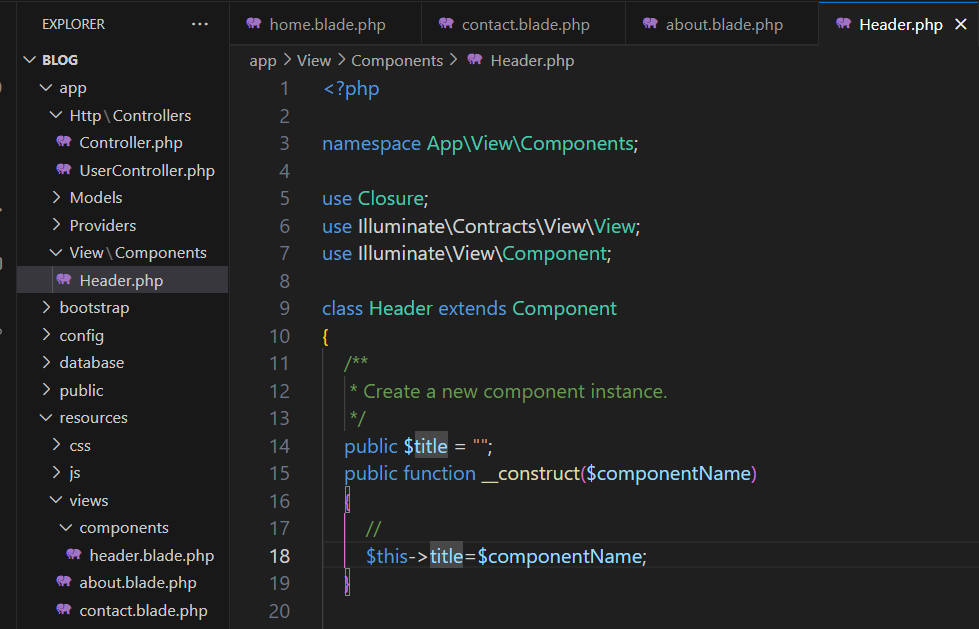 EXPLORER ...
home.blade.php contact.blade.php about.blade.php Header.php
BLOG
app
Http\Controllers
Controller.php
UserController.php
Models
Providers
View\Components
Header.php
bootstrap
config
database
public
resources
css
js
views
components
header.blade.php
about.blade.php
contact.blade.php
app > View > Components > Header.php
1 <?php
2
3 namespace App\View\Components;
4
5 use Closure;
6 use Illuminate\Contracts\View\View;
7 use Illuminate\View\Component;
8
9 class Header extends Component
10 {
11 /**
12 * Create a new component instance.
13 */
14 public $title = "";
15 public function __construct($componentName)
16 {
17 //
18 $this->title=$componentName;
19 }
20